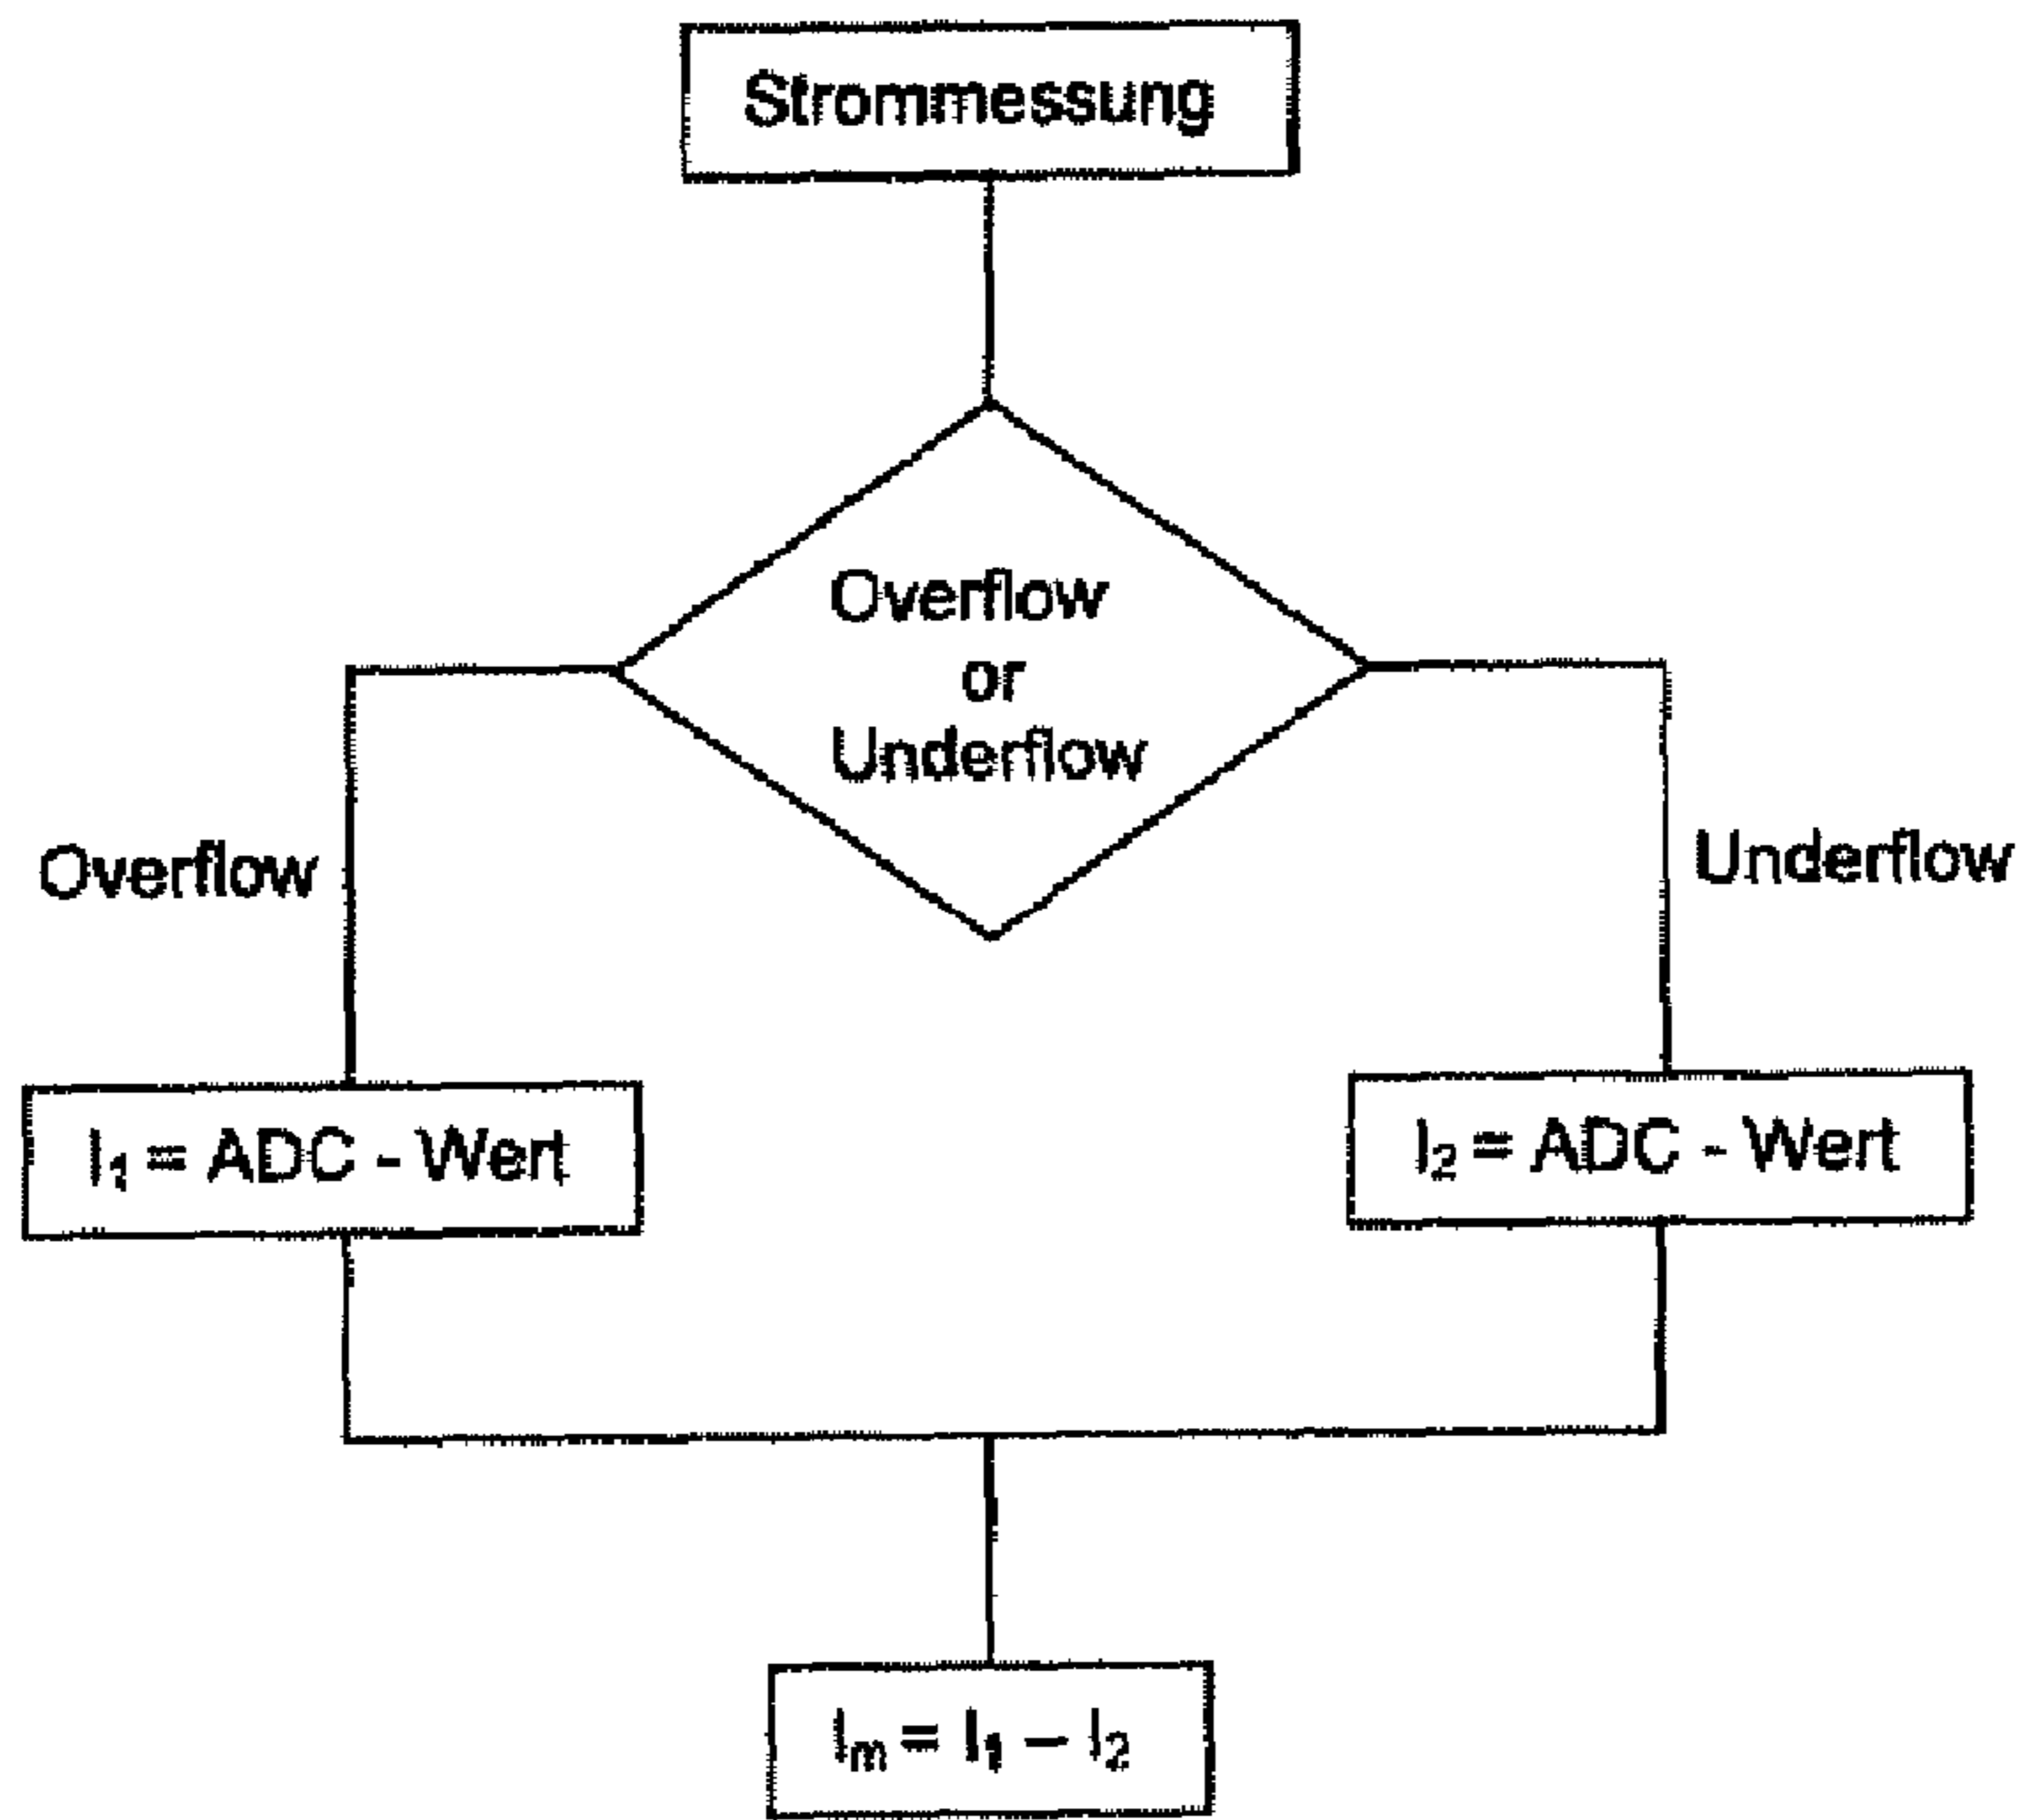 Strommessung
Overflow
or
Underflow
Overflow
Underflow
I₁ = ADC - Wert
I₂ = ADC - Wert
Iₘ = I₁ – I₂